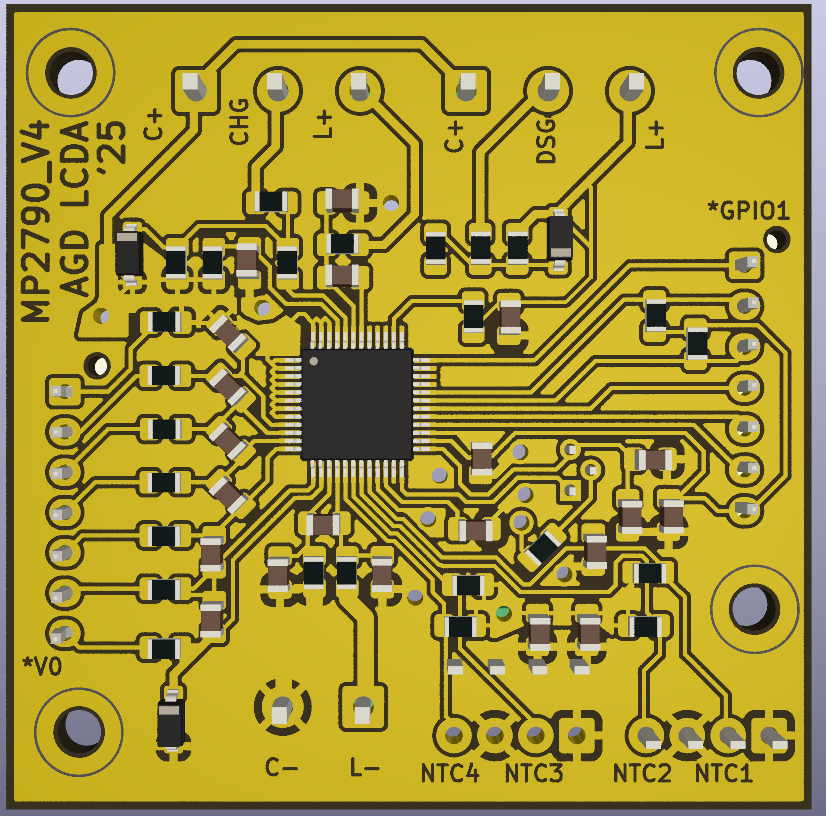 MP2790_V4
AGD LCDA
'25
C+
CHG
L+
C+
DSG
L+
*GPIO1
*V0
C-
L-
NTC4
NTC3
NTC2
NTC1